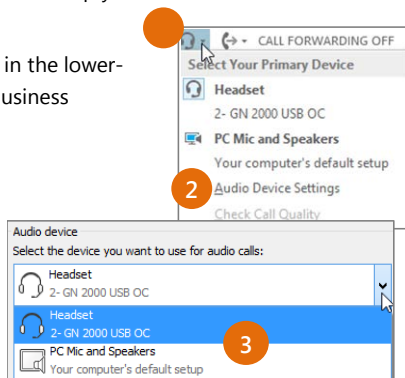 CALL FORWARDING OFF
in the lower-
usiness
Select Your Primary Device
Headset
2- GN 2000 USB OC
PC Mic and Speakers
Your computer's default setup
2
Audio Device Settings
Check Call Quality
Audio device
Select the device you want to use for audio calls:
Headset
2- GN 2000 USB OC
Headset
2- GN 2000 USB OC
3
PC Mic and Speakers
Your computer's default setup